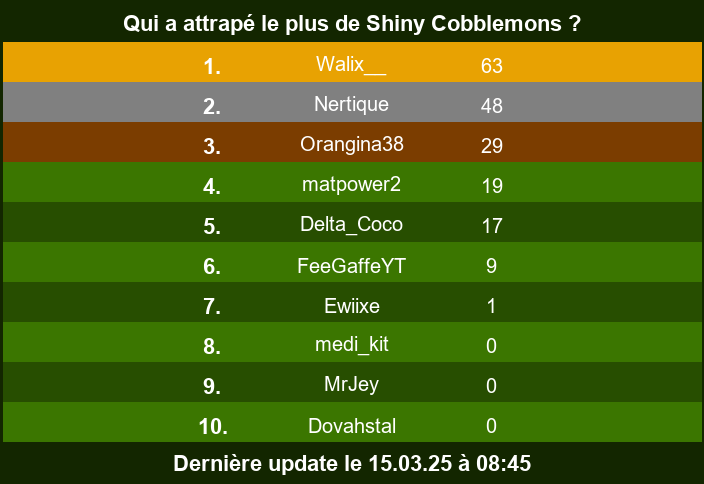 Qui a attrapé le plus de Shiny Cobblemons ?
1. Walix__ 63
2. Nertique 48
3. Orangina38 29
4. matpower2 19
5. Delta_Coco 17
6. FeeGaffeYT 9
7. Ewiixe 1
8. medi_kit 0
9. MrJey 0
10. Dovahstal 0
Dernière update le 15.03.25 à 08:45